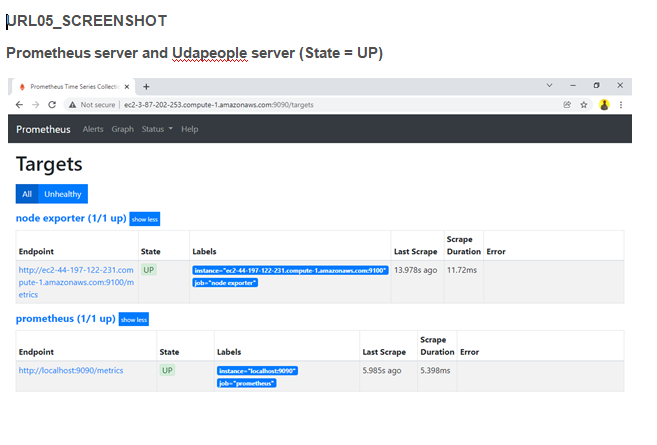 URL05_SCREENSHOT
Prometheus server and Udapeople server (State = UP)
Prometheus Time Series Collecti
Not secure | ec2-3-87-202-253.compute-1.amazonaws.com:9090/targets
Prometheus Alerts Graph Status Help
Targets
All Unhealthy
node exporter (1/1 up) show less
Endpoint State Labels Last Scrape Scrape Duration Error
http://ec2-44-197-122-231.com
pute-1.amazonaws.com:9100/m
etrics
UP
instance="ec2-44-197-122-231.compute-1.amazonaws.com:9100"
job="node exporter"
13.978s ago
11.72ms
prometheus (1/1 up) show less
Endpoint State Labels Last Scrape Scrape Duration Error
http://localhost:9090/metrics
UP
instance="localhost:9090"
job="prometheus"
5.985s ago
5.398ms